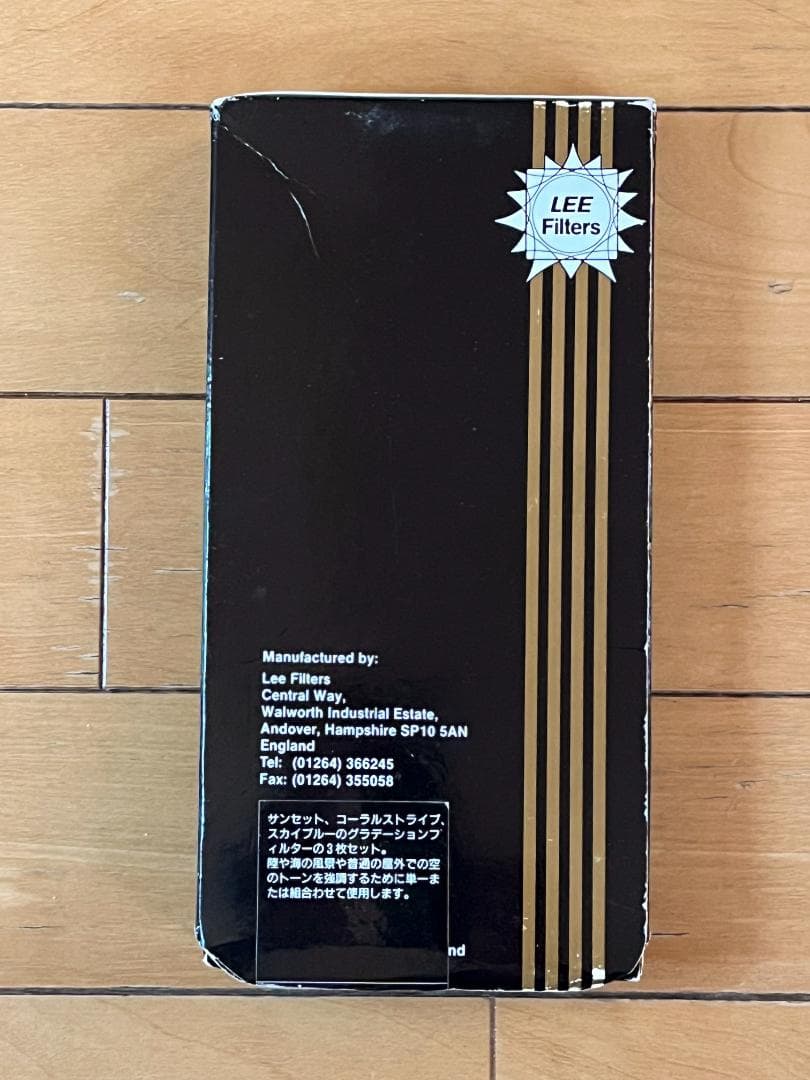 LEE
Filters
Manufactured by:
Lee Filters
Central Way,
Walworth Industrial Estate,
Andover, Hampshire SP10 5AN
England
Tel: (01264) 366245
Fax: (01264) 355058
サンセット、コーラルストライプ、
スカイブルーのグラデーションフ
ィルターの3枚セット。
陸や海の風景や普通の屋外での空
のトーンを強調するために単一ま
たは組合わせて使用します。
nd